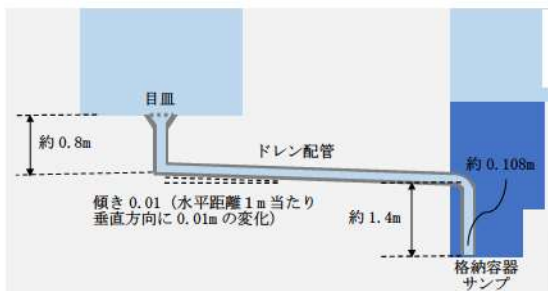 目皿
約 0.8m
ドレン配管
約 0.108m
傾き 0.01（水平距離 1 m 当たり
垂直方向に 0.01m の変化）
約 1.4m
格納容器
サンプ